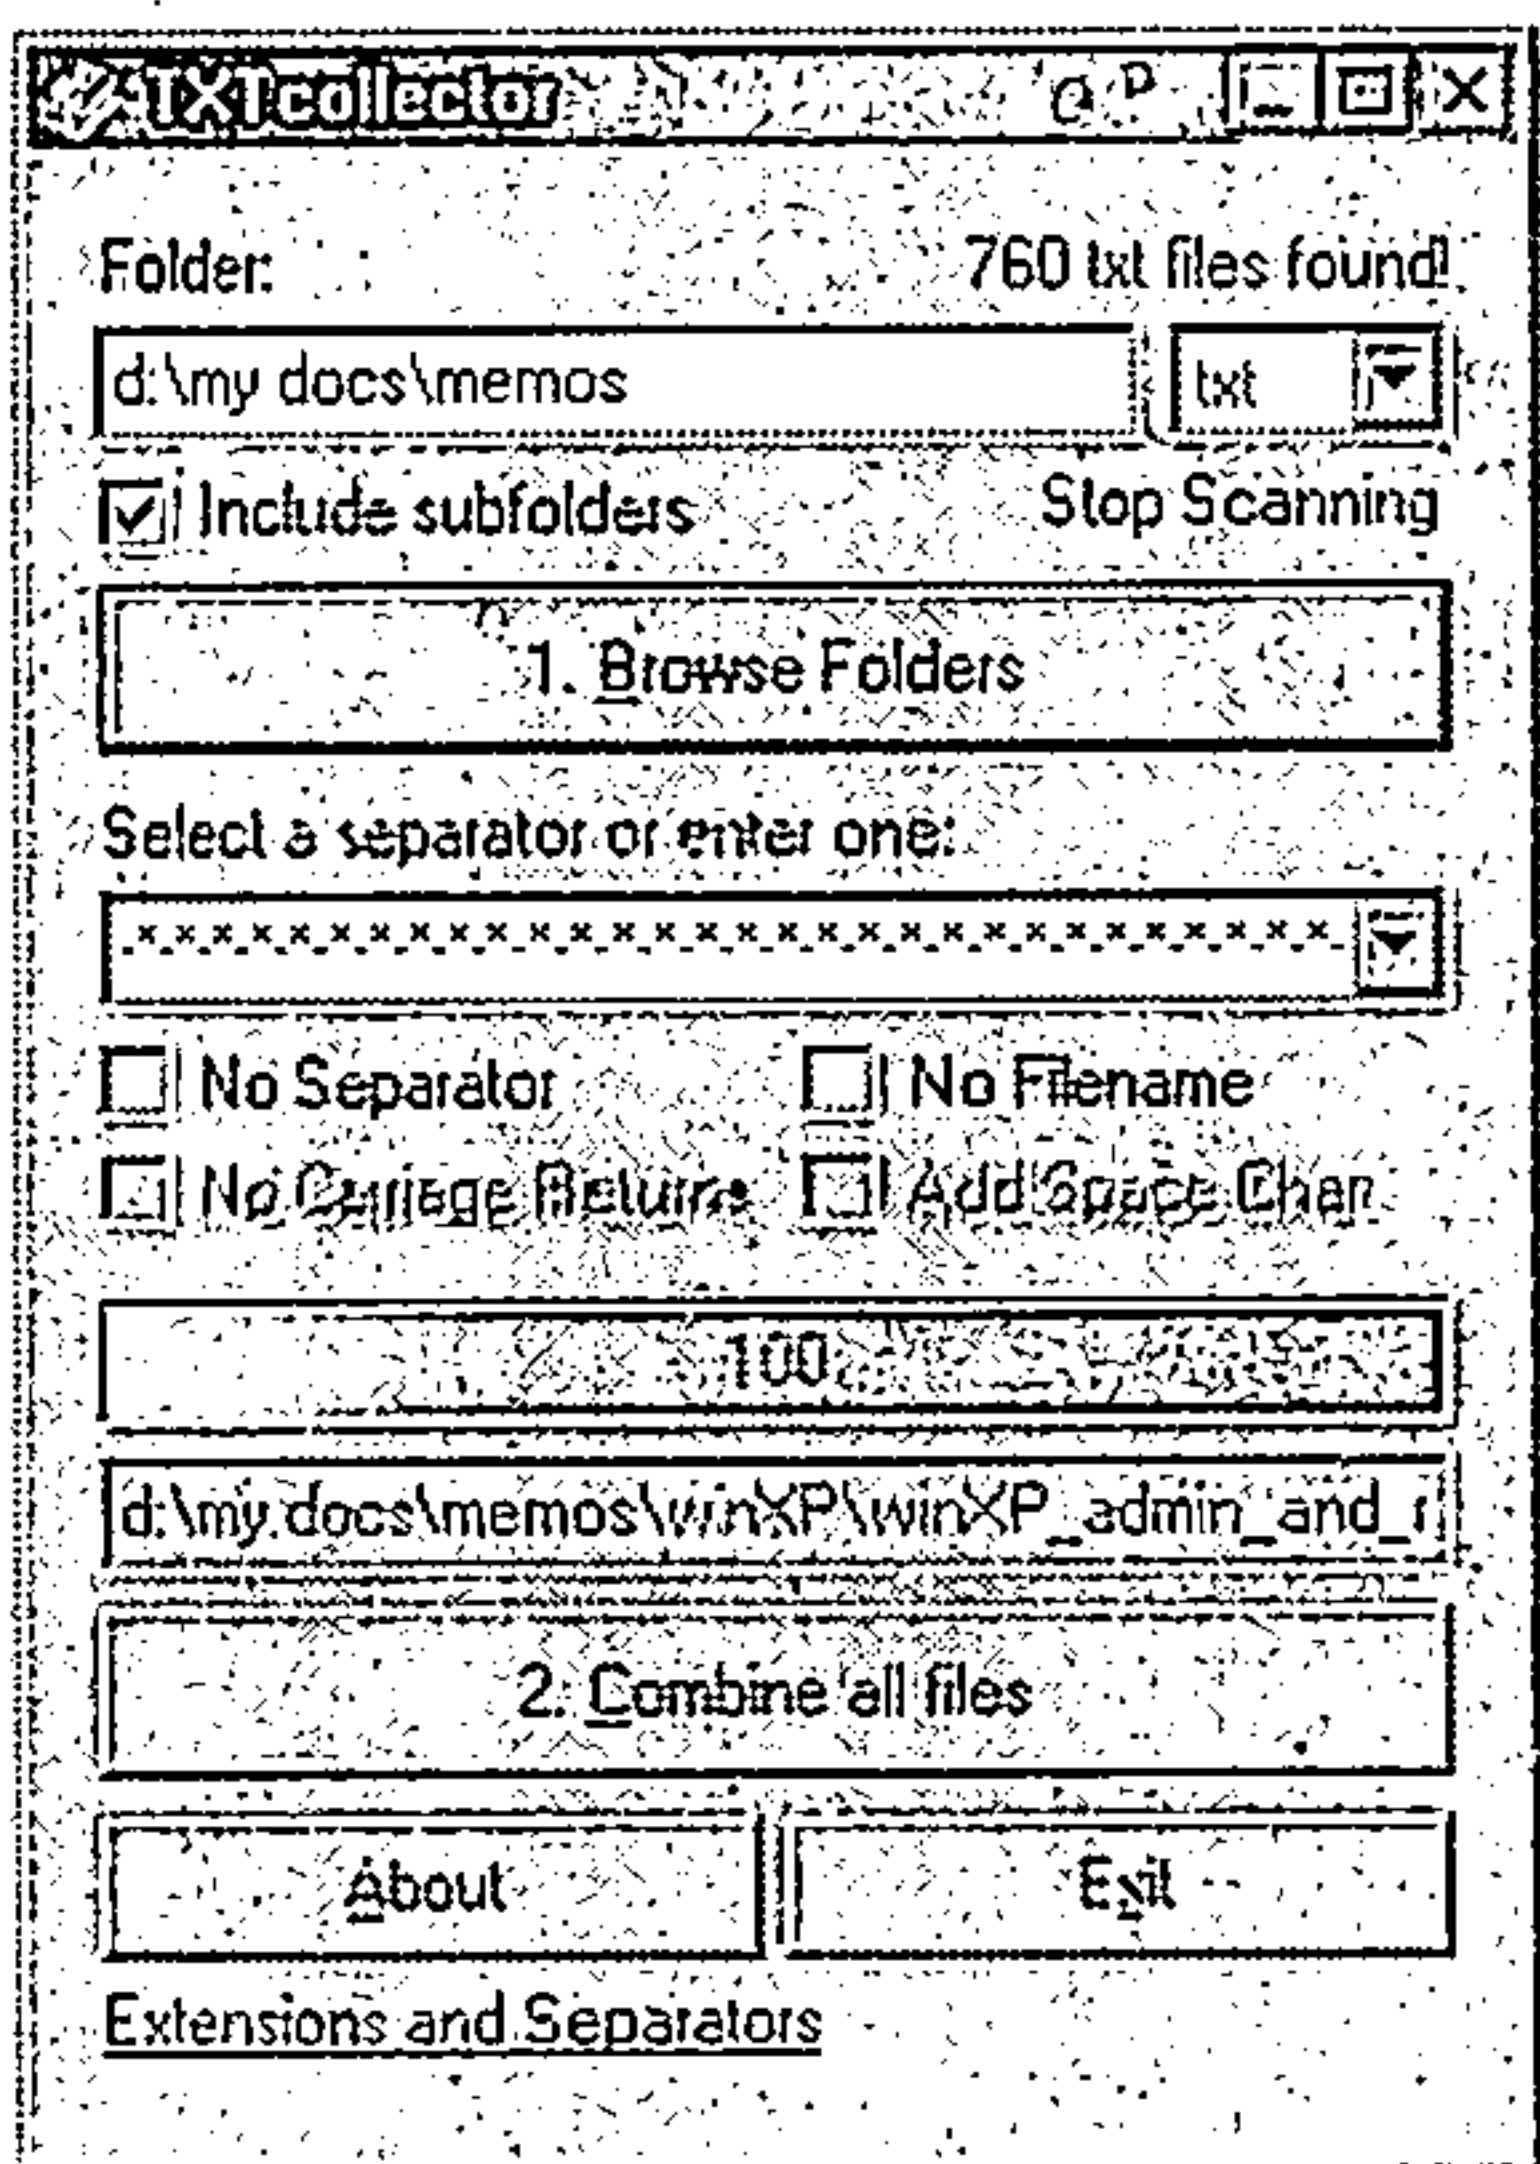 TXTcollector
Folder: 760 txt files found!
d:\my docs\memos txt
Include subfolders Stop Scanning
1. Browse Folders
Select a separator or enter one:
.x.x.x.x.x.x.x.x.x.x.x.x.x.x.x.x.x.x.x.x.x.x.x.x.x.x.x.x.x.x.
No Separator No Filename
No Carriage Returns Add Space Char
100
d:\my docs\memos\winXP\winXP_admin_and_r
2. Combine all files
About Exit
Extensions and Separators